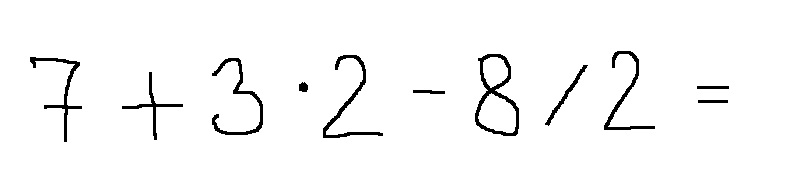 7 + 3 · 2 - 8 / 2 =